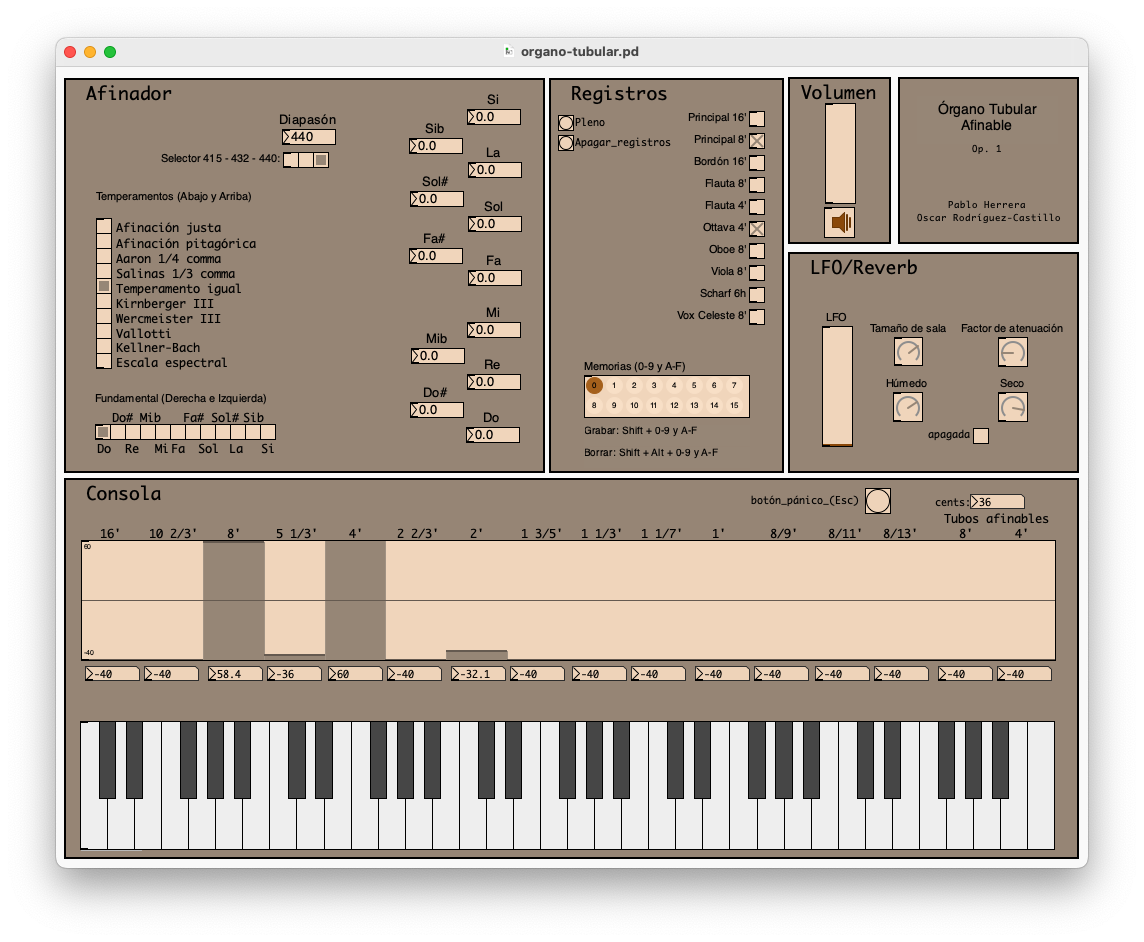 organo-tubular.pd
Afinador
Diapasón
440
Selector 415 - 432 - 440:
Temperamentos (Abajo y Arriba)
Afinación justa
Afinación pitagórica
Aaron 1/4 comma
Salinas 1/3 comma
Temperamento igual
Kirnberger III
Wercmeister III
Vallotti
Kellner-Bach
Escala espectral
Fundamental (Derecha e Izquierda)
Do# Mib Fa# Sol# Sib
Do Re Mi Fa Sol La Si
Si
0.0
Sib
0.0
La
0.0
Sol#
0.0
Sol
0.0
Fa#
0.0
Fa
0.0
Mi
0.0
Mib
0.0
Re
0.0
Do#
0.0
Do
0.0
Registros
Pleno
Apagar_registros
Principal 16'
Principal 8'
Bordón 16'
Flauta 8'
Flauta 4'
Ottava 4'
Oboe 8'
Viola 8'
Scharf 6h
Vox Celeste 8'
Memorias (0-9 y A-F)
0 1 2 3 4 5 6 7
8 9 10 11 12 13 14 15
Grabar: Shift + 0-9 y A-F
Borrar: Shift + Alt + 0-9 y A-F
Volumen
Órgano Tubular
Afinable
Op. 1
Pablo Herrera
Oscar Rodríguez-Castillo
LFO/Reverb
LFO
Tamaño de sala
Factor de atenuación
Húmedo
Seco
apagada
Consola
botón_pánico_(Esc)
cents: 36
Tubos afinables
16' 10 2/3' 8' 5 1/3' 4' 2 2/3' 2' 1 3/5' 1 1/3' 1 1/7' 1' 8/9' 8/11' 8/13' 8' 4'
60
-40
-40 -40 58.4 -36 60 -40 -32.1 -40 -40 -40 -40 -40 -40 -40 -40 -40